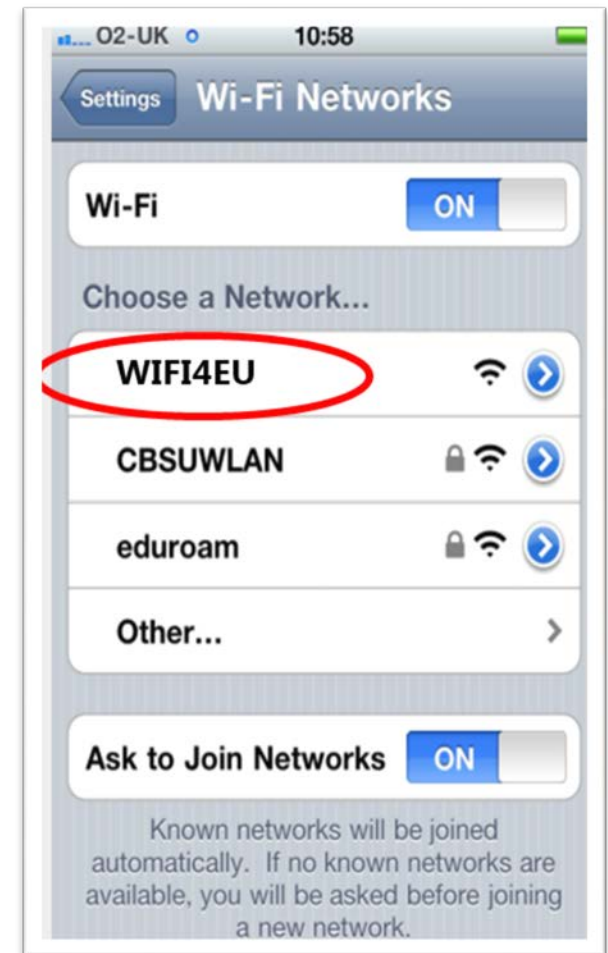 O2-UK 10:58
Settings Wi-Fi Networks
Wi-Fi ON
Choose a Network...
WIFI4EU
CBSUWLAN
eduroam
Other...
Ask to Join Networks ON
Known networks will be joined
automatically. If no known networks are
available, you will be asked before joining
a new network.